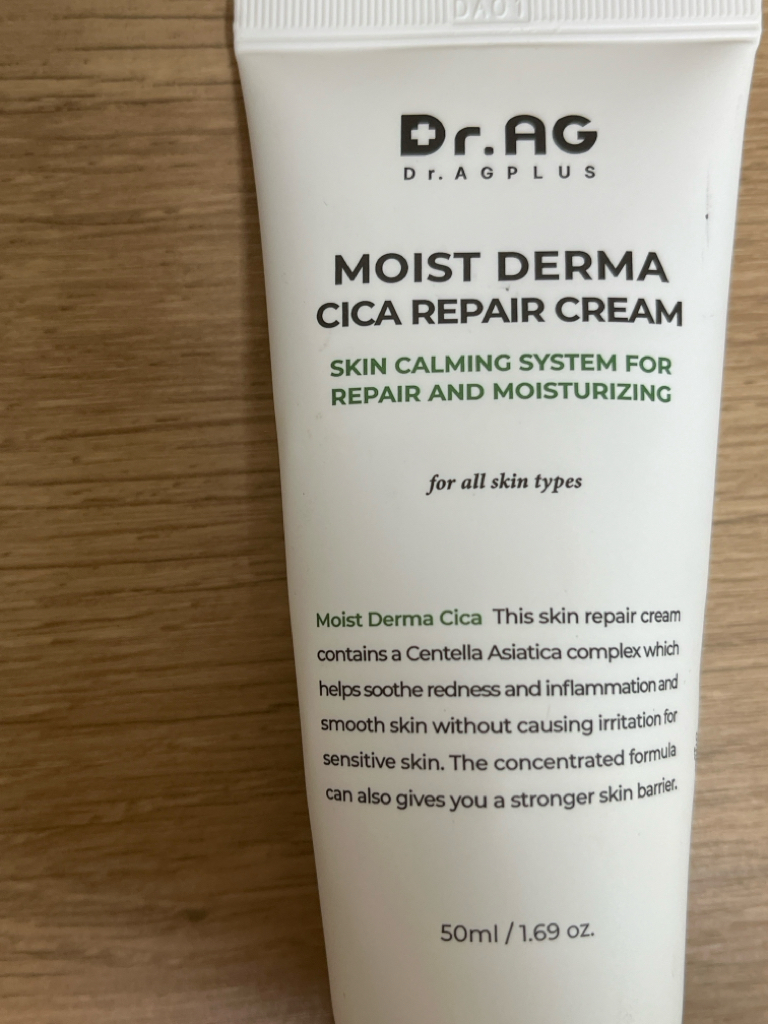 DA01
Dr.AG
Dr.AGPLUS
MOIST DERMA
CICA REPAIR CREAM
SKIN CALMING SYSTEM FOR
REPAIR AND MOISTURIZING
for all skin types
Moist Derma Cica This skin repair cream
contains a Centella Asiatica complex which
helps soothe redness and inflammation and
smooth skin without causing irritation for
sensitive skin. The concentrated formula
can also gives you a stronger skin barrier.
50ml / 1.69 oz.